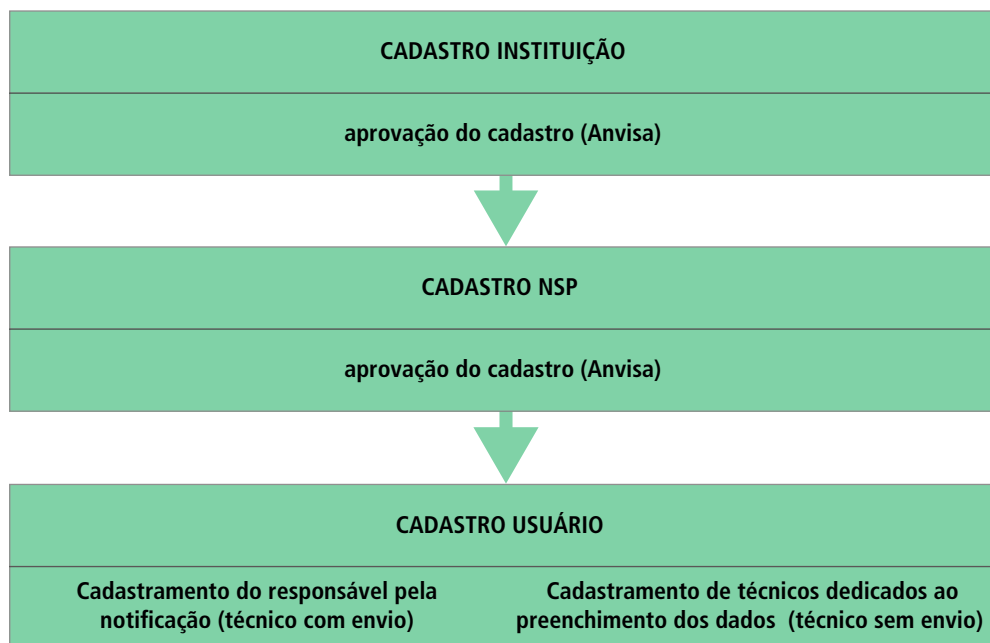 CADASTRO INSTITUIÇÃO
aprovação do cadastro (Anvisa)
CADASTRO NSP
aprovação do cadastro (Anvisa)
CADASTRO USUÁRIO
Cadastramento do responsável pela
notificação (técnico com envio)
Cadastramento de técnicos dedicados ao
preenchimento dos dados (técnico sem envio)